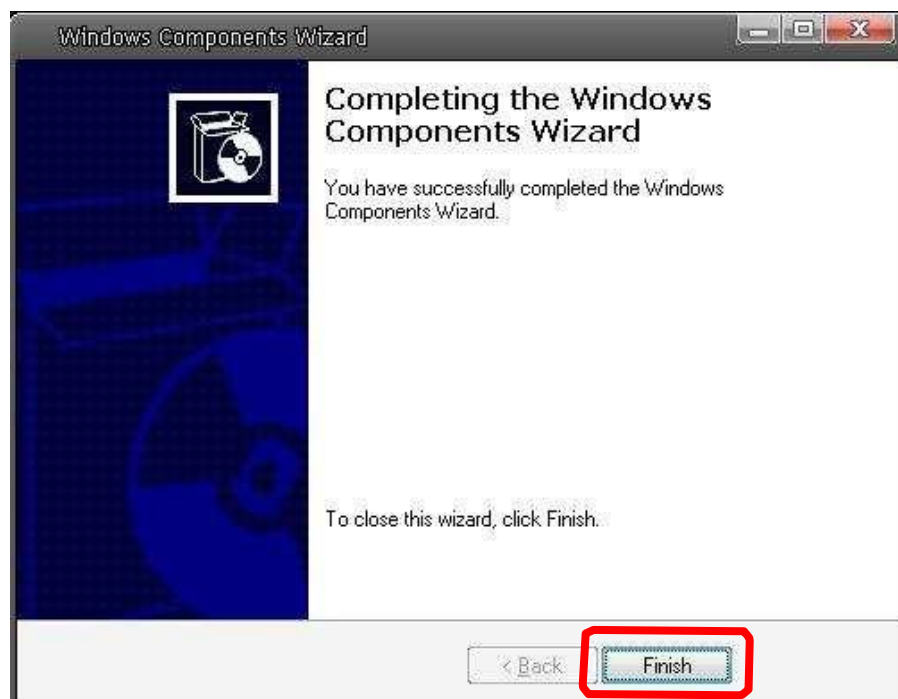 Windows Components Wizard
Completing the Windows
Components Wizard
You have successfully completed the Windows
Components Wizard.
To close this wizard, click Finish.
< Back
Finish